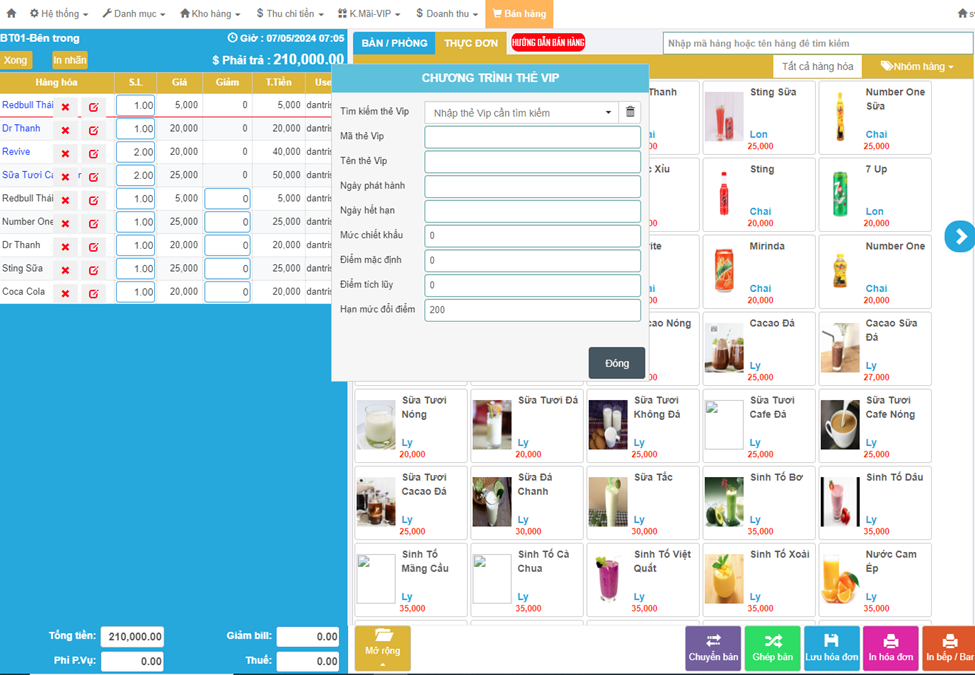 Hệ thống Danh mục Kho hàng Thu chi tiền K.Mãi-VIP Doanh thu Bán hàng
BT01-Bên trong Giờ : 07/05/2024 07:05
Xong In nhãn $ Phải trả : 210,000.00
BÀN / PHÒNG THỰC ĐƠN HƯỚNG DẪN BÁN HÀNG Nhập mã hàng hoặc tên hàng để tìm kiếm
Tất cả hàng hóa Nhóm hàng
Hàng hóa S.L Giá Giảm T.Tiền Use
Redbull Thái 1.00 5,000 0 5,000 dantris
Dr Thanh 1.00 20,000 0 20,000 dantris
Revive 2.00 20,000 0 40,000 dantris
Sữa Tươi Ca r 2.00 25,000 0 50,000 dantris
Redbull Thái 1.00 5,000 0 5,000 dantris
Number One 1.00 25,000 0 25,000 dantris
Dr Thanh 1.00 20,000 0 20,000 dantris
Sting Sữa 1.00 25,000 0 25,000 dantris
Coca Cola 1.00 20,000 0 20,000 dantris
CHƯƠNG TRÌNH THẺ VIP
Tìm kiếm thẻ Vip Nhập thẻ Vip cần tìm kiếm
Mã thẻ Vip
Tên thẻ Vip
Ngày phát hành
Ngày hết hạn
Mức chiết khấu 0
Điểm mặc định 0
Điểm tích lũy 0
Hạn mức đổi điểm 200
Đóng
Thanh Sting Sữa Number One
Sữa
ai Lon Chai
00 25,000 25,000
c Xíu Sting 7 Up
Chai Lon
00 20,000 20,000
ite Mirinda Number One
ai Chai Chai
00 20,000 20,000
cao Nóng Cacao Đá Cacao Sữa
Đá
Ly Ly
00 25,000 27,000
Sữa Tươi Sữa Tươi Đá Sữa Tươi Sữa Tươi Sữa Tươi
Nóng Không Đá Cafe Đá Cafe Nóng
Ly Ly Ly Ly Ly
20,000 20,000 25,000 25,000 25,000
Sữa Tươi Sữa Đá Sữa Tắc Sinh Tố Bơ Sinh Tố Dâu
Cacao Đá Chanh
Ly Ly Ly Ly Ly
25,000 30,000 30,000 35,000 35,000
Sinh Tố Sinh Tố Cà Sinh Tố Việt Sinh Tố Xoài Nước Cam
Mãng Cầu Chua Quất Ép
Ly Ly Ly Ly Ly
35,000 35,000 35,000 35,000 35,000
Tổng tiền: 210,000.00 Giảm bill: 0.00
Phí P.Vụ: 0.00 Thuế: 0.00
Mở rộng Chuyển bàn Ghép bàn Lưu hóa đơn In hóa đơn In bếp / Bar